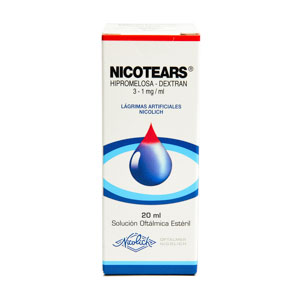 NICOTEARS®
HIPROMELOSA - DEXTRAN
3 - 1 mg / ml
LÁGRIMAS ARTIFICIALES
NICOLICH
20 ml
Solución Oftálmica Estéril
Nicolich